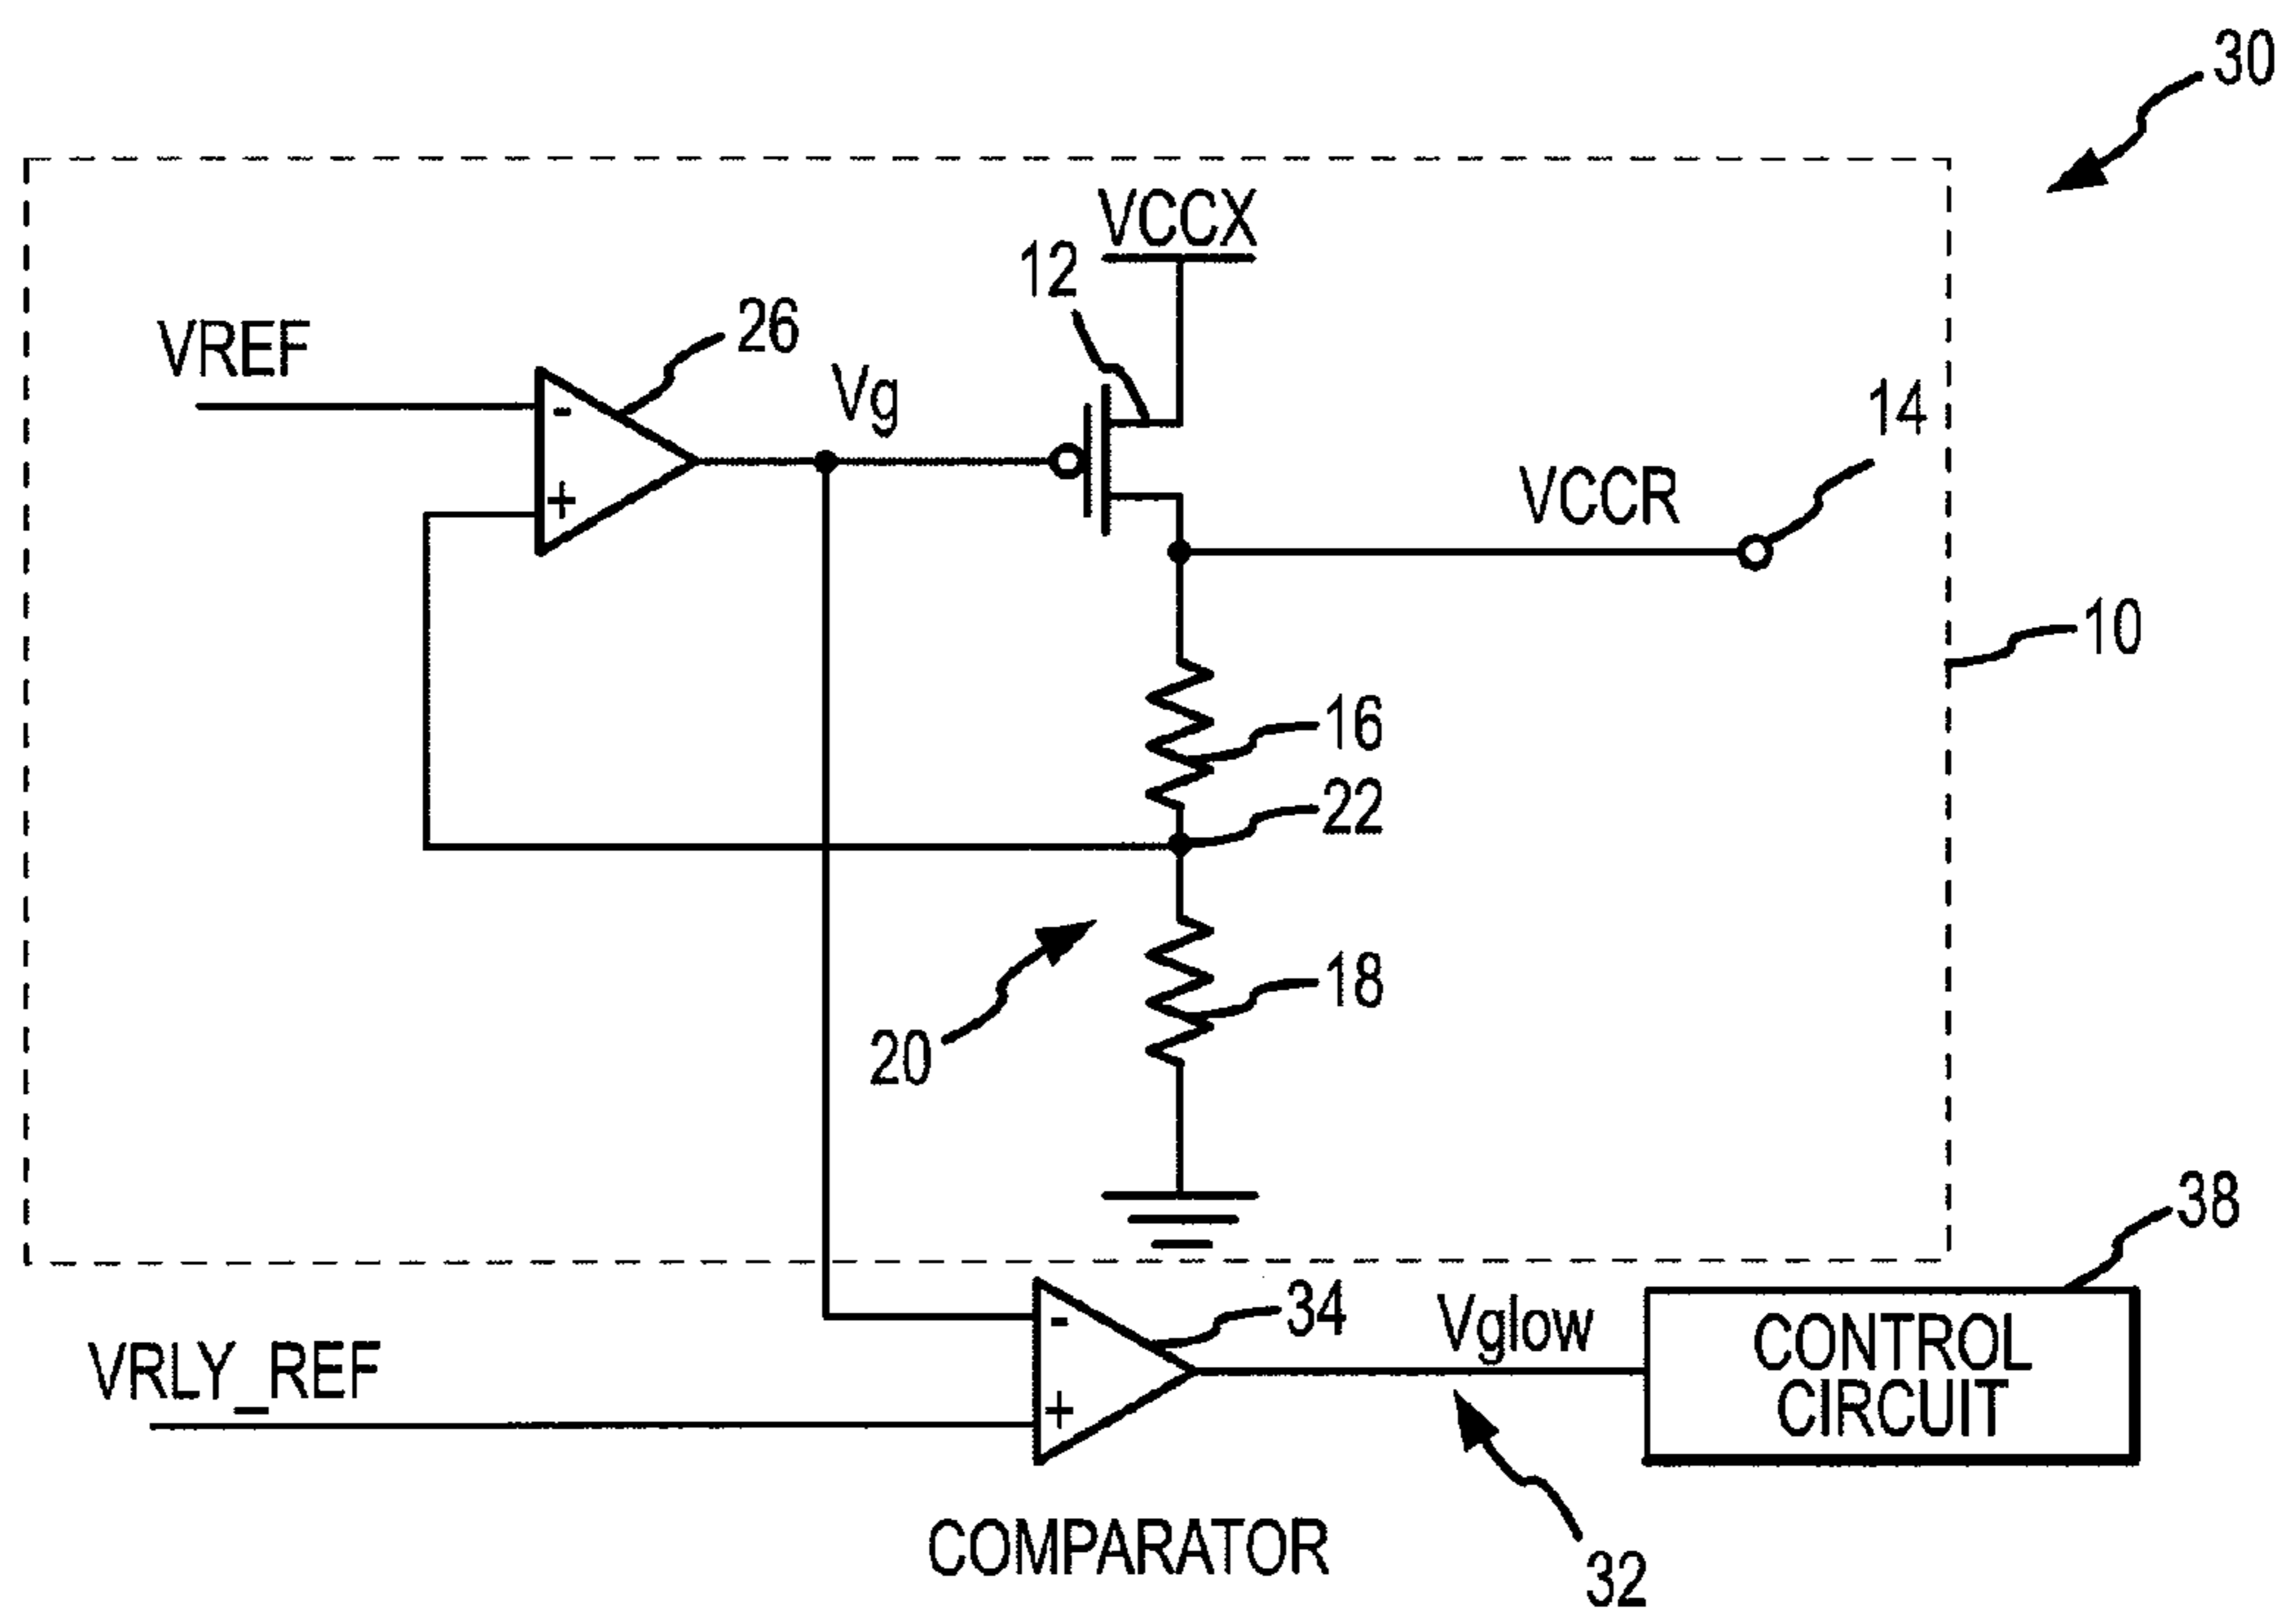 30
VCCX
12
26
VREF
Vg
14
VCCR
10
-
+
16
22
18
20
38
34
-
+
Vglow
CONTROL
CIRCUIT
VRLY_REF
COMPARATOR
32